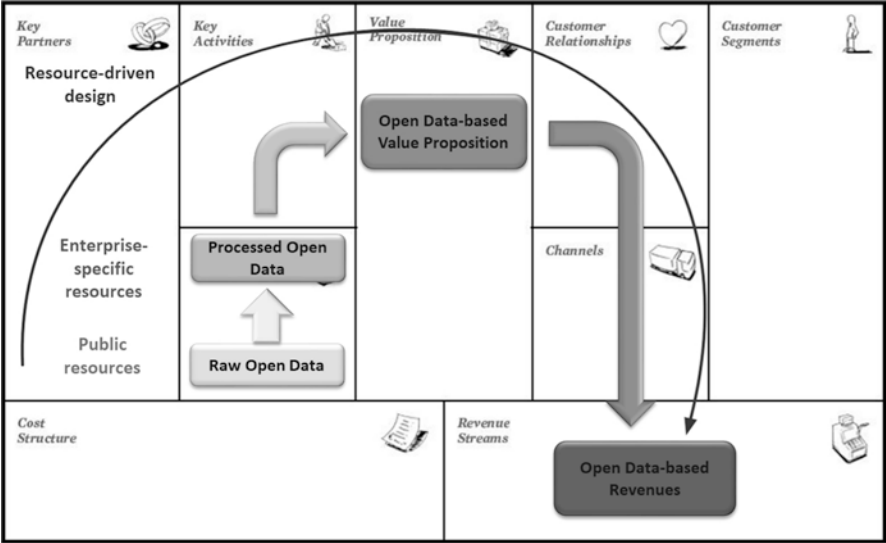 Key
Partners
Key
Activities
Value
Proposition
Customer
Relationships
Customer
Segments
Resource-driven
design
Open Data-based
Value Proposition
Enterprise-
specific
resources
Processed Open
Data
Channels
Public
resources
Raw Open Data
Cost
Structure
Revenue
Streams
Open Data-based
Revenues